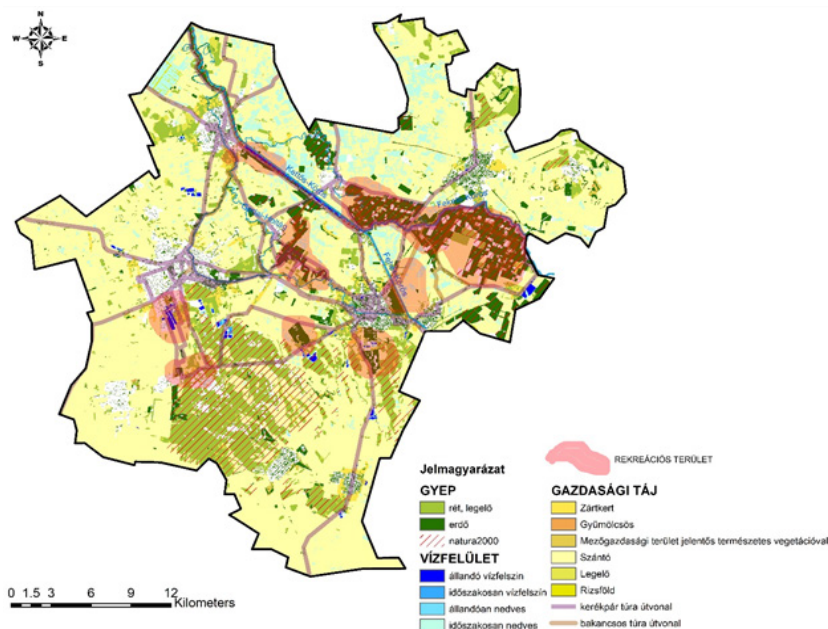 N
W E
S
Jelmagyarázat
GYEP
rét, legelő
erdő
natura2000
VÍZFELÜLET
állandó vízfelszin
időszakosan vízfelszín
állandóan nedves
időszakosan nedves
REKREÁCIÓS TERÜLET
GAZDASÁGI TÁJ
Zártkert
Gyümölcsös
Mezőgazdasági terület jelentős természetes vegetációval
Szántó
Legelő
Rizsföld
kerékpár túra útvonal
bakancsos túra útvonal
0 1.5 3 6 9 12
Kilometers